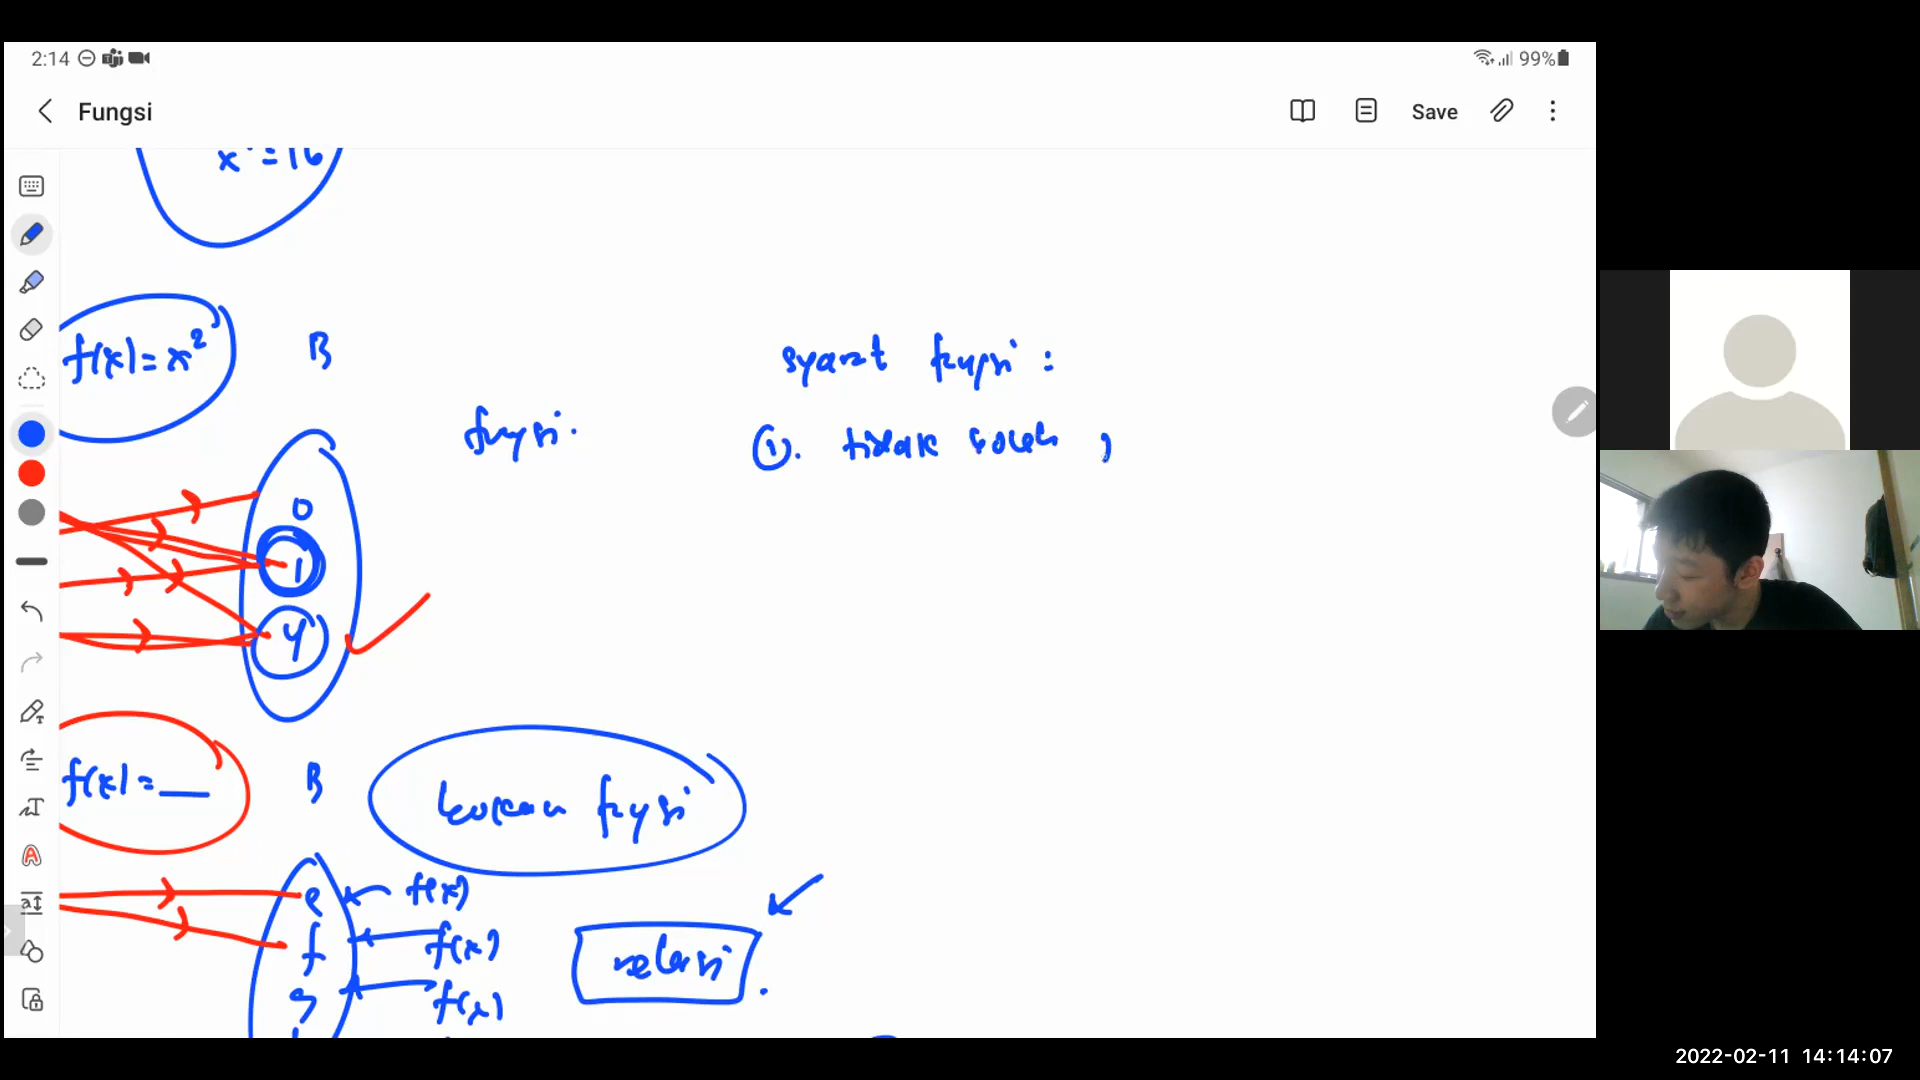 2:14 99%
Fungsi Save
x²=16
f(x)=x² B
syarat fungsi :
fungsi.
①. tidak boleh
0
1
4
f(x)=__ B
bukan fungsi
e f(x)
f f(x)
relasi.
g f(x)
2022-02-11 14:14:07